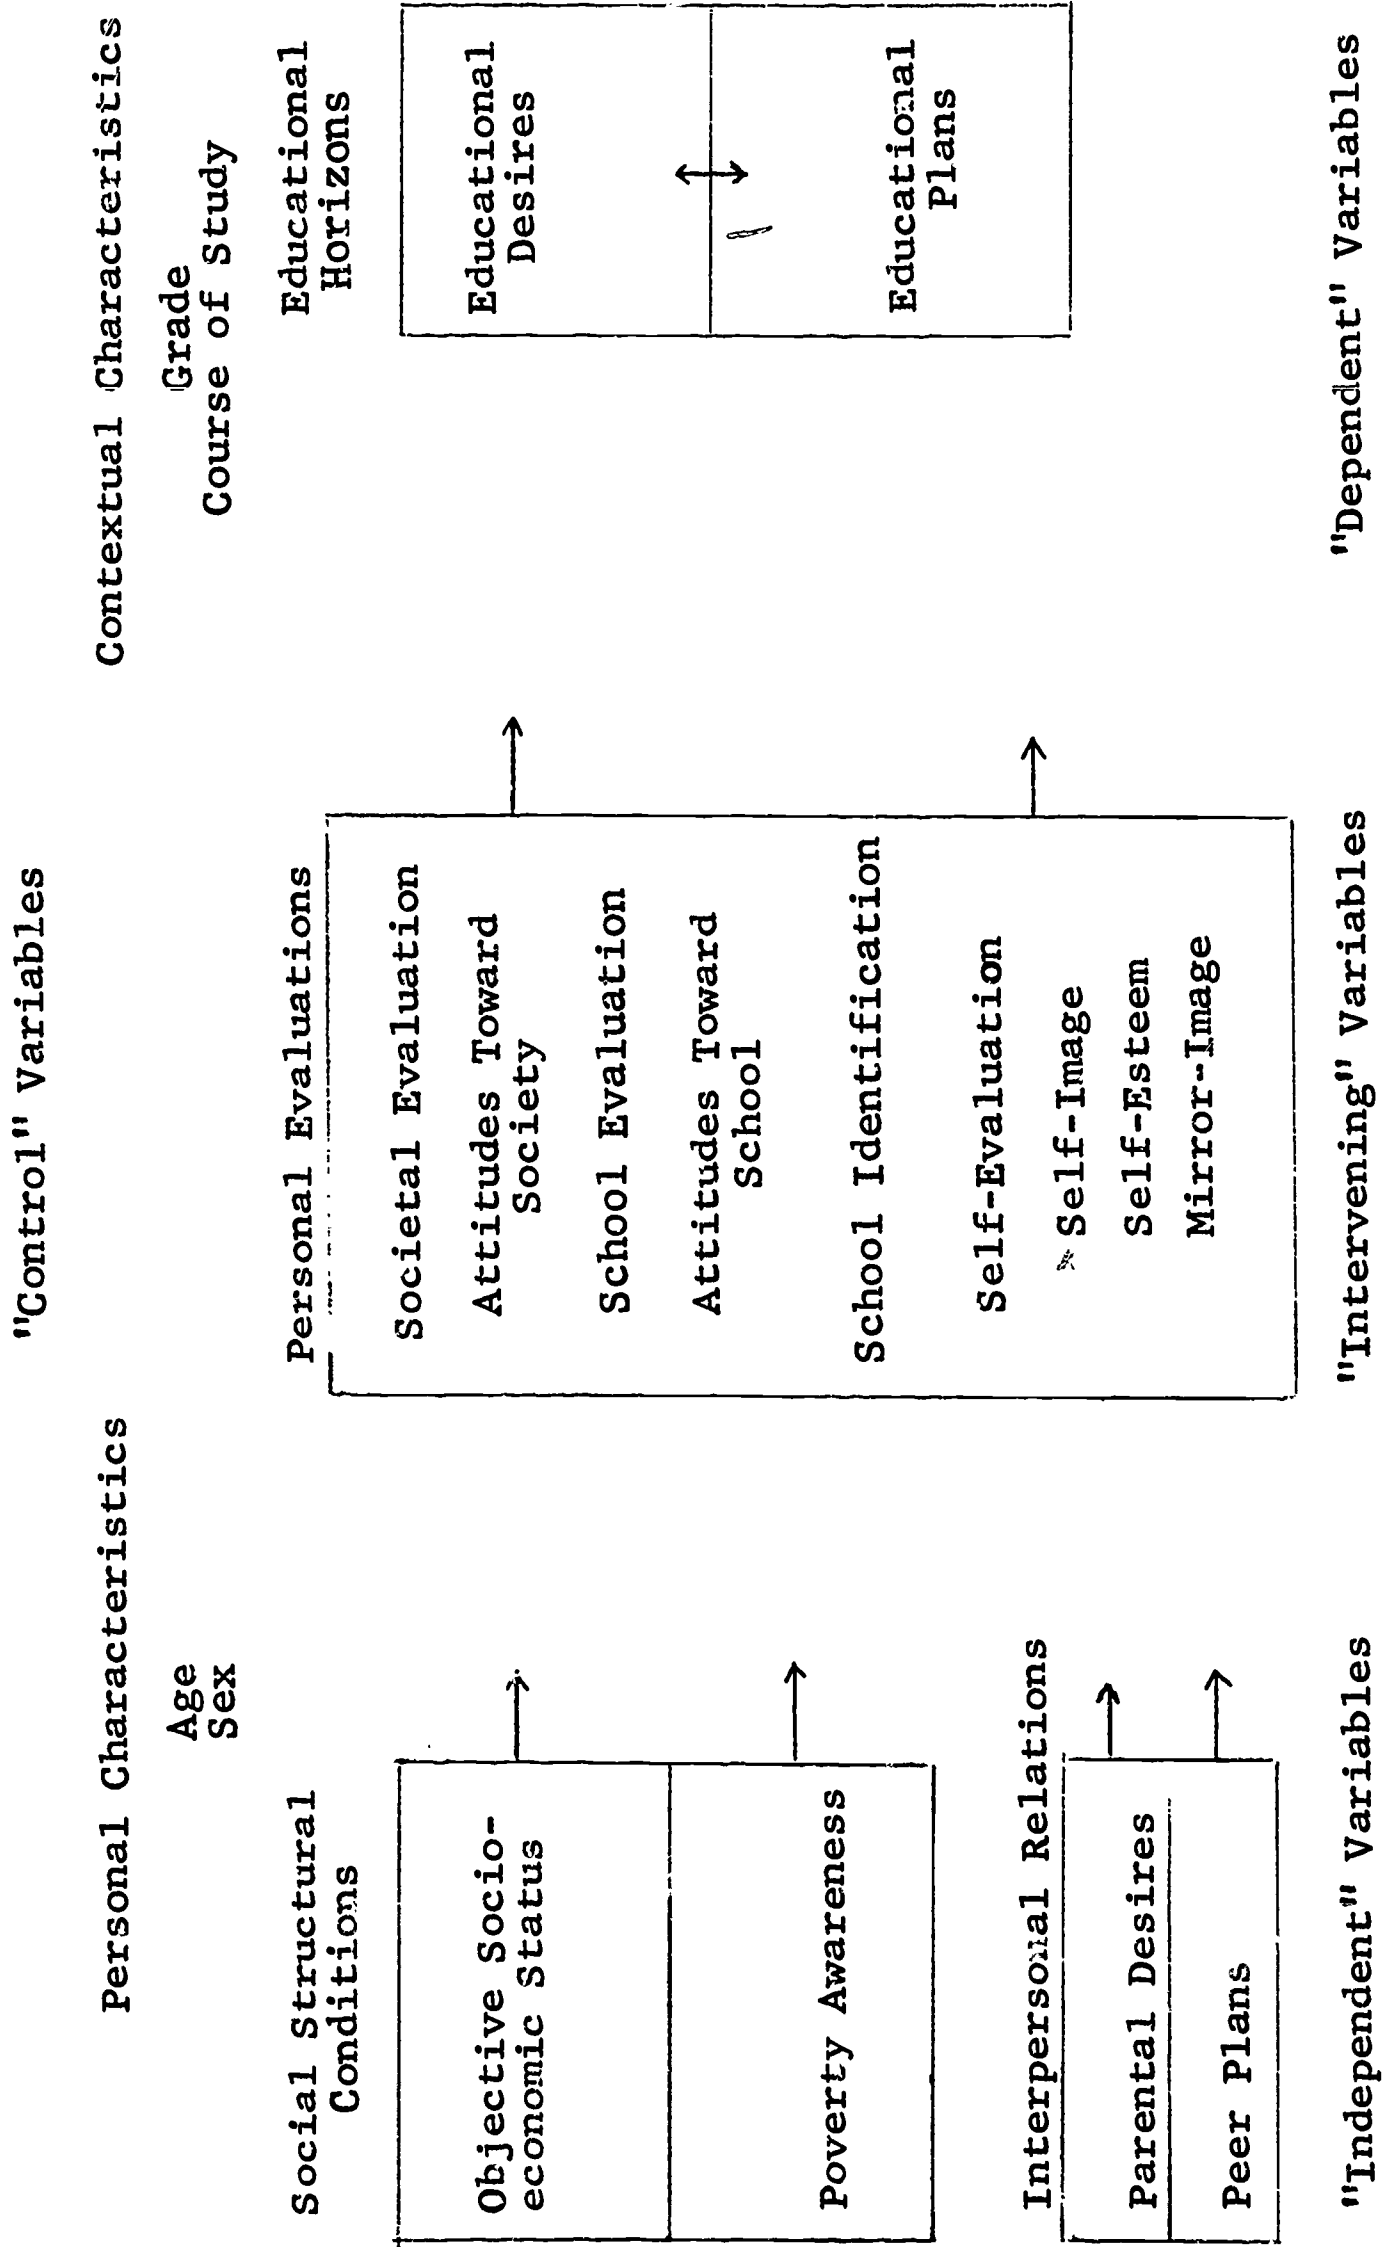 "Control" Variables
Personal Characteristics
Contextual Characteristics
Age
Sex
Grade
Course of Study
Social Structural
Conditions
Objective Socio-
economic Status
Poverty Awareness
Interpersonal Relations
Parental Desires
Peer Plans
"Independent" Variables
Personal Evaluations
Societal Evaluation
Attitudes Toward
Society
School Evaluation
Attitudes Toward
School
School Identification
Self-Evaluation
Self-Image
Self-Esteem
Mirror-Image
"Intervening" Variables
Educational
Horizons
Educational
Desires
Educational
Plans
"Dependent" Variables